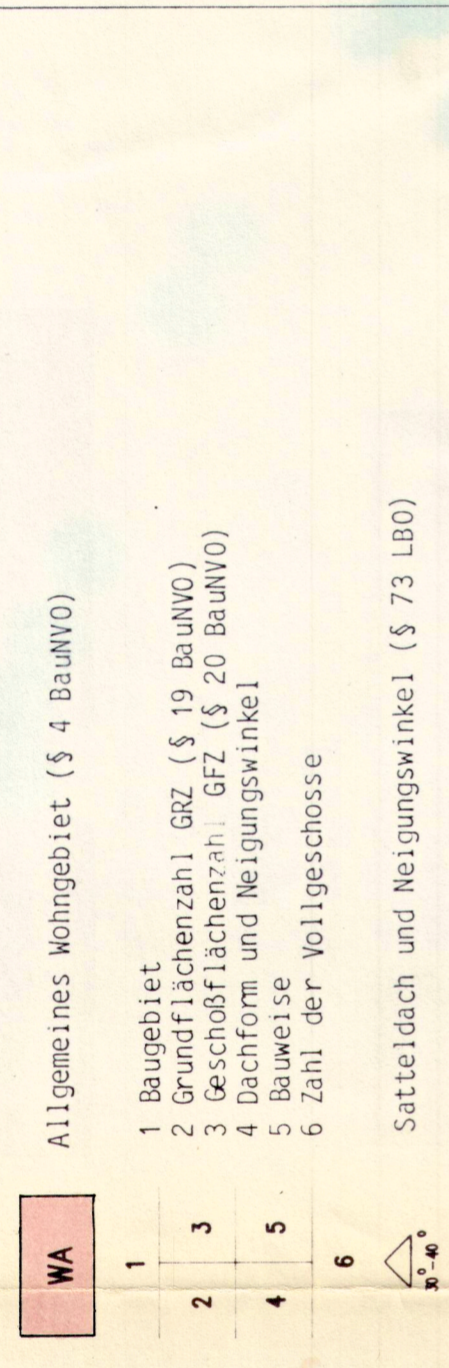 WA Allgemeines Wohngebiet (§ 4 BauNVO)
1 1 Baugebiet
2 3 2 Grundflächenzahl GRZ (§ 19 BauNVO)
3 Geschoßflächenzahl GFZ (§ 20 BauNVO)
4 5 4 Dachform und Neigungswinkel
5 Bauweise
6 6 Zahl der Vollgeschosse
30°-40° Satteldach und Neigungswinkel (§ 73 LBO)